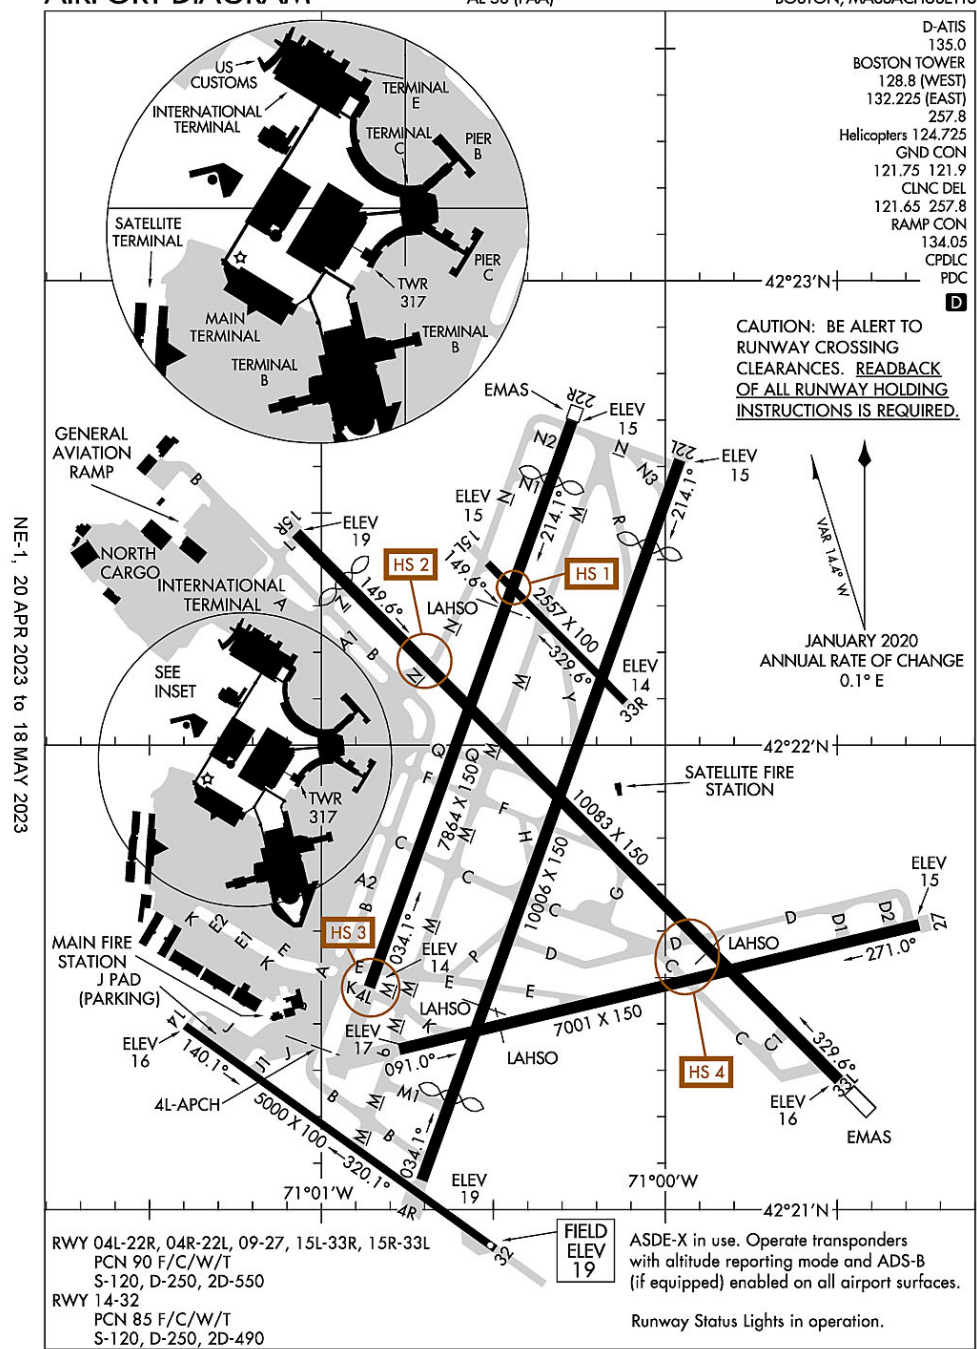 AIRPORT DIAGRAM
BOSTON, MASSACHUSETTS
D-ATIS
135.0
BOSTON TOWER
128.8 (WEST)
132.225 (EAST)
257.8
Helicopters 124.725
GND CON
121.75 121.9
CLNC DEL
121.65 257.8
RAMP CON
134.05
CPDLC
PDC
D
US
CUSTOMS
INTERNATIONAL
TERMINAL
TERMINAL
E
TERMINAL
C
PIER
B
SATELLITE
TERMINAL
PIER
C
TWR
317
MAIN
TERMINAL
TERMINAL
B
TERMINAL
B
42°23'N
CAUTION: BE ALERT TO
RUNWAY CROSSING
CLEARANCES. READBACK
OF ALL RUNWAY HOLDING
INSTRUCTIONS IS REQUIRED.
EMAS
22R
ELEV
15
22L
ELEV
15
N2
N
N3
N1
N
M
R
214.1°
214.1°
ELEV
15
15L
149.6°
VAR 14.4° W
JANUARY 2020
ANNUAL RATE OF CHANGE
0.1° E
GENERAL
AVIATION
RAMP
B
NORTH
CARGO
INTERNATIONAL
TERMINAL
A
15R
L
ELEV
19
149.6°
N1
A1
B
N
HS 2
HS 1
LAHSO
N
2557 X 100
329.6°
M
Y
ELEV
14
33R
SEE
INSET
TWR
317
42°22'N
SATELLITE FIRE
STATION
Q
F
Q
M
F
H
C
M
C
C
G
7864 X 150
10006 X 150
10083 X 150
A2
B
ELEV
15
27
D
D1
D2
271.0°
K
E2
E1
E
K
A
HS 3
E
K
4L
M
M
M
034.1°
ELEV
14
P
D
E
E
D
C
LAHSO
MAIN FIRE
STATION
J PAD
(PARKING)
14
ELEV
16
140.1°
J
J1
J
4L-APCH
ELEV
17
9
091.0°
K
M
LAHSO
LAHSO
7001 X 150
HS 4
C
C1
329.6°
33L
ELEV
16
EMAS
5000 X 100
320.1°
B
M
M1
M
B
034.1°
4R
ELEV
19
32
71°01'W
71°00'W
42°21'N
FIELD
ELEV
19
RWY 04L-22R, 04R-22L, 09-27, 15L-33R, 15R-33L
PCN 90 F/C/W/T
S-120, D-250, 2D-550
RWY 14-32
PCN 85 F/C/W/T
S-120, D-250, 2D-490
ASDE-X in use. Operate transponders
with altitude reporting mode and ADS-B
(if equipped) enabled on all airport surfaces.
Runway Status Lights in operation.
NE-1, 20 APR 2023 to 18 MAY 2023